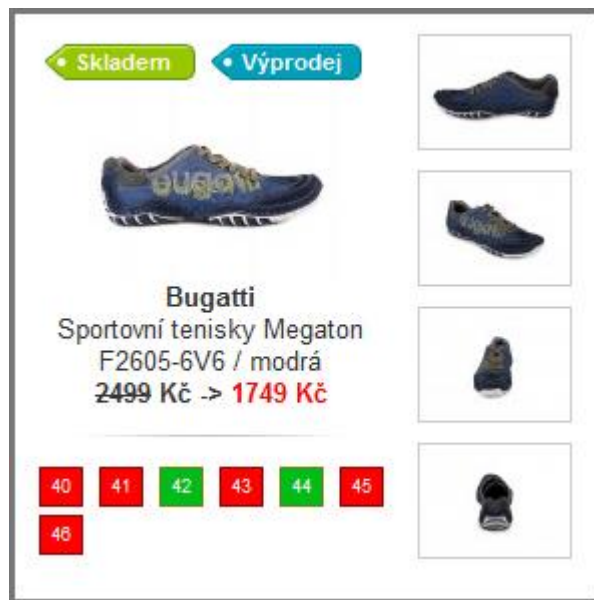 Skladem
Výprodej
bugatti
Bugatti
Sportovní tenisky Megaton
F2605-6V6 / modrá
2499 Kč -> 1749 Kč
40 41 42 43 44 45
46